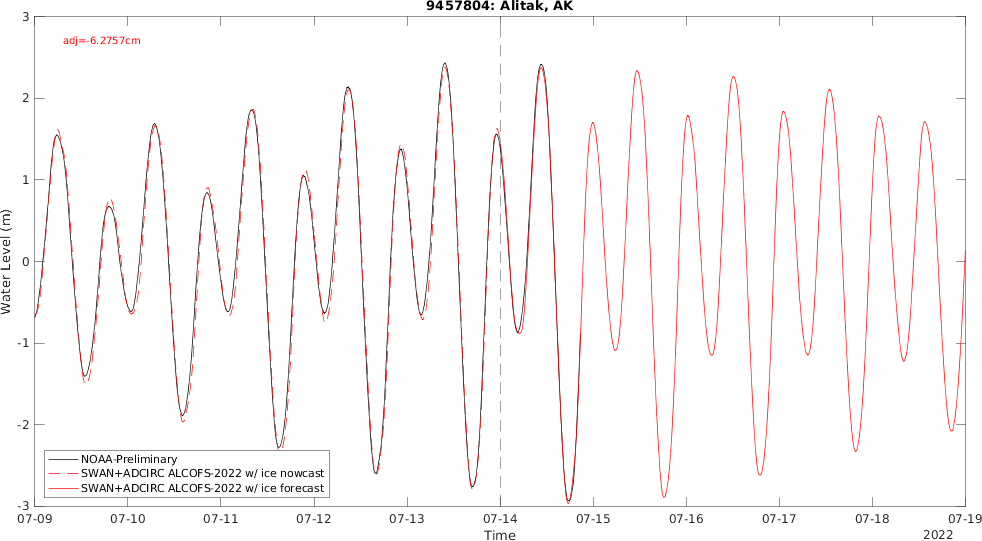 9457804: Alitak, AK
adj=-6.2757cm
Water Level (m)
3
2
1
0
-1
-2
-3
NOAA-Preliminary
SWAN+ADCIRC ALCOFS-2022 w/ ice nowcast
SWAN+ADCIRC ALCOFS-2022 w/ ice forecast
07-09 07-10 07-11 07-12 07-13 07-14 07-15 07-16 07-17 07-18 07-19
Time
2022